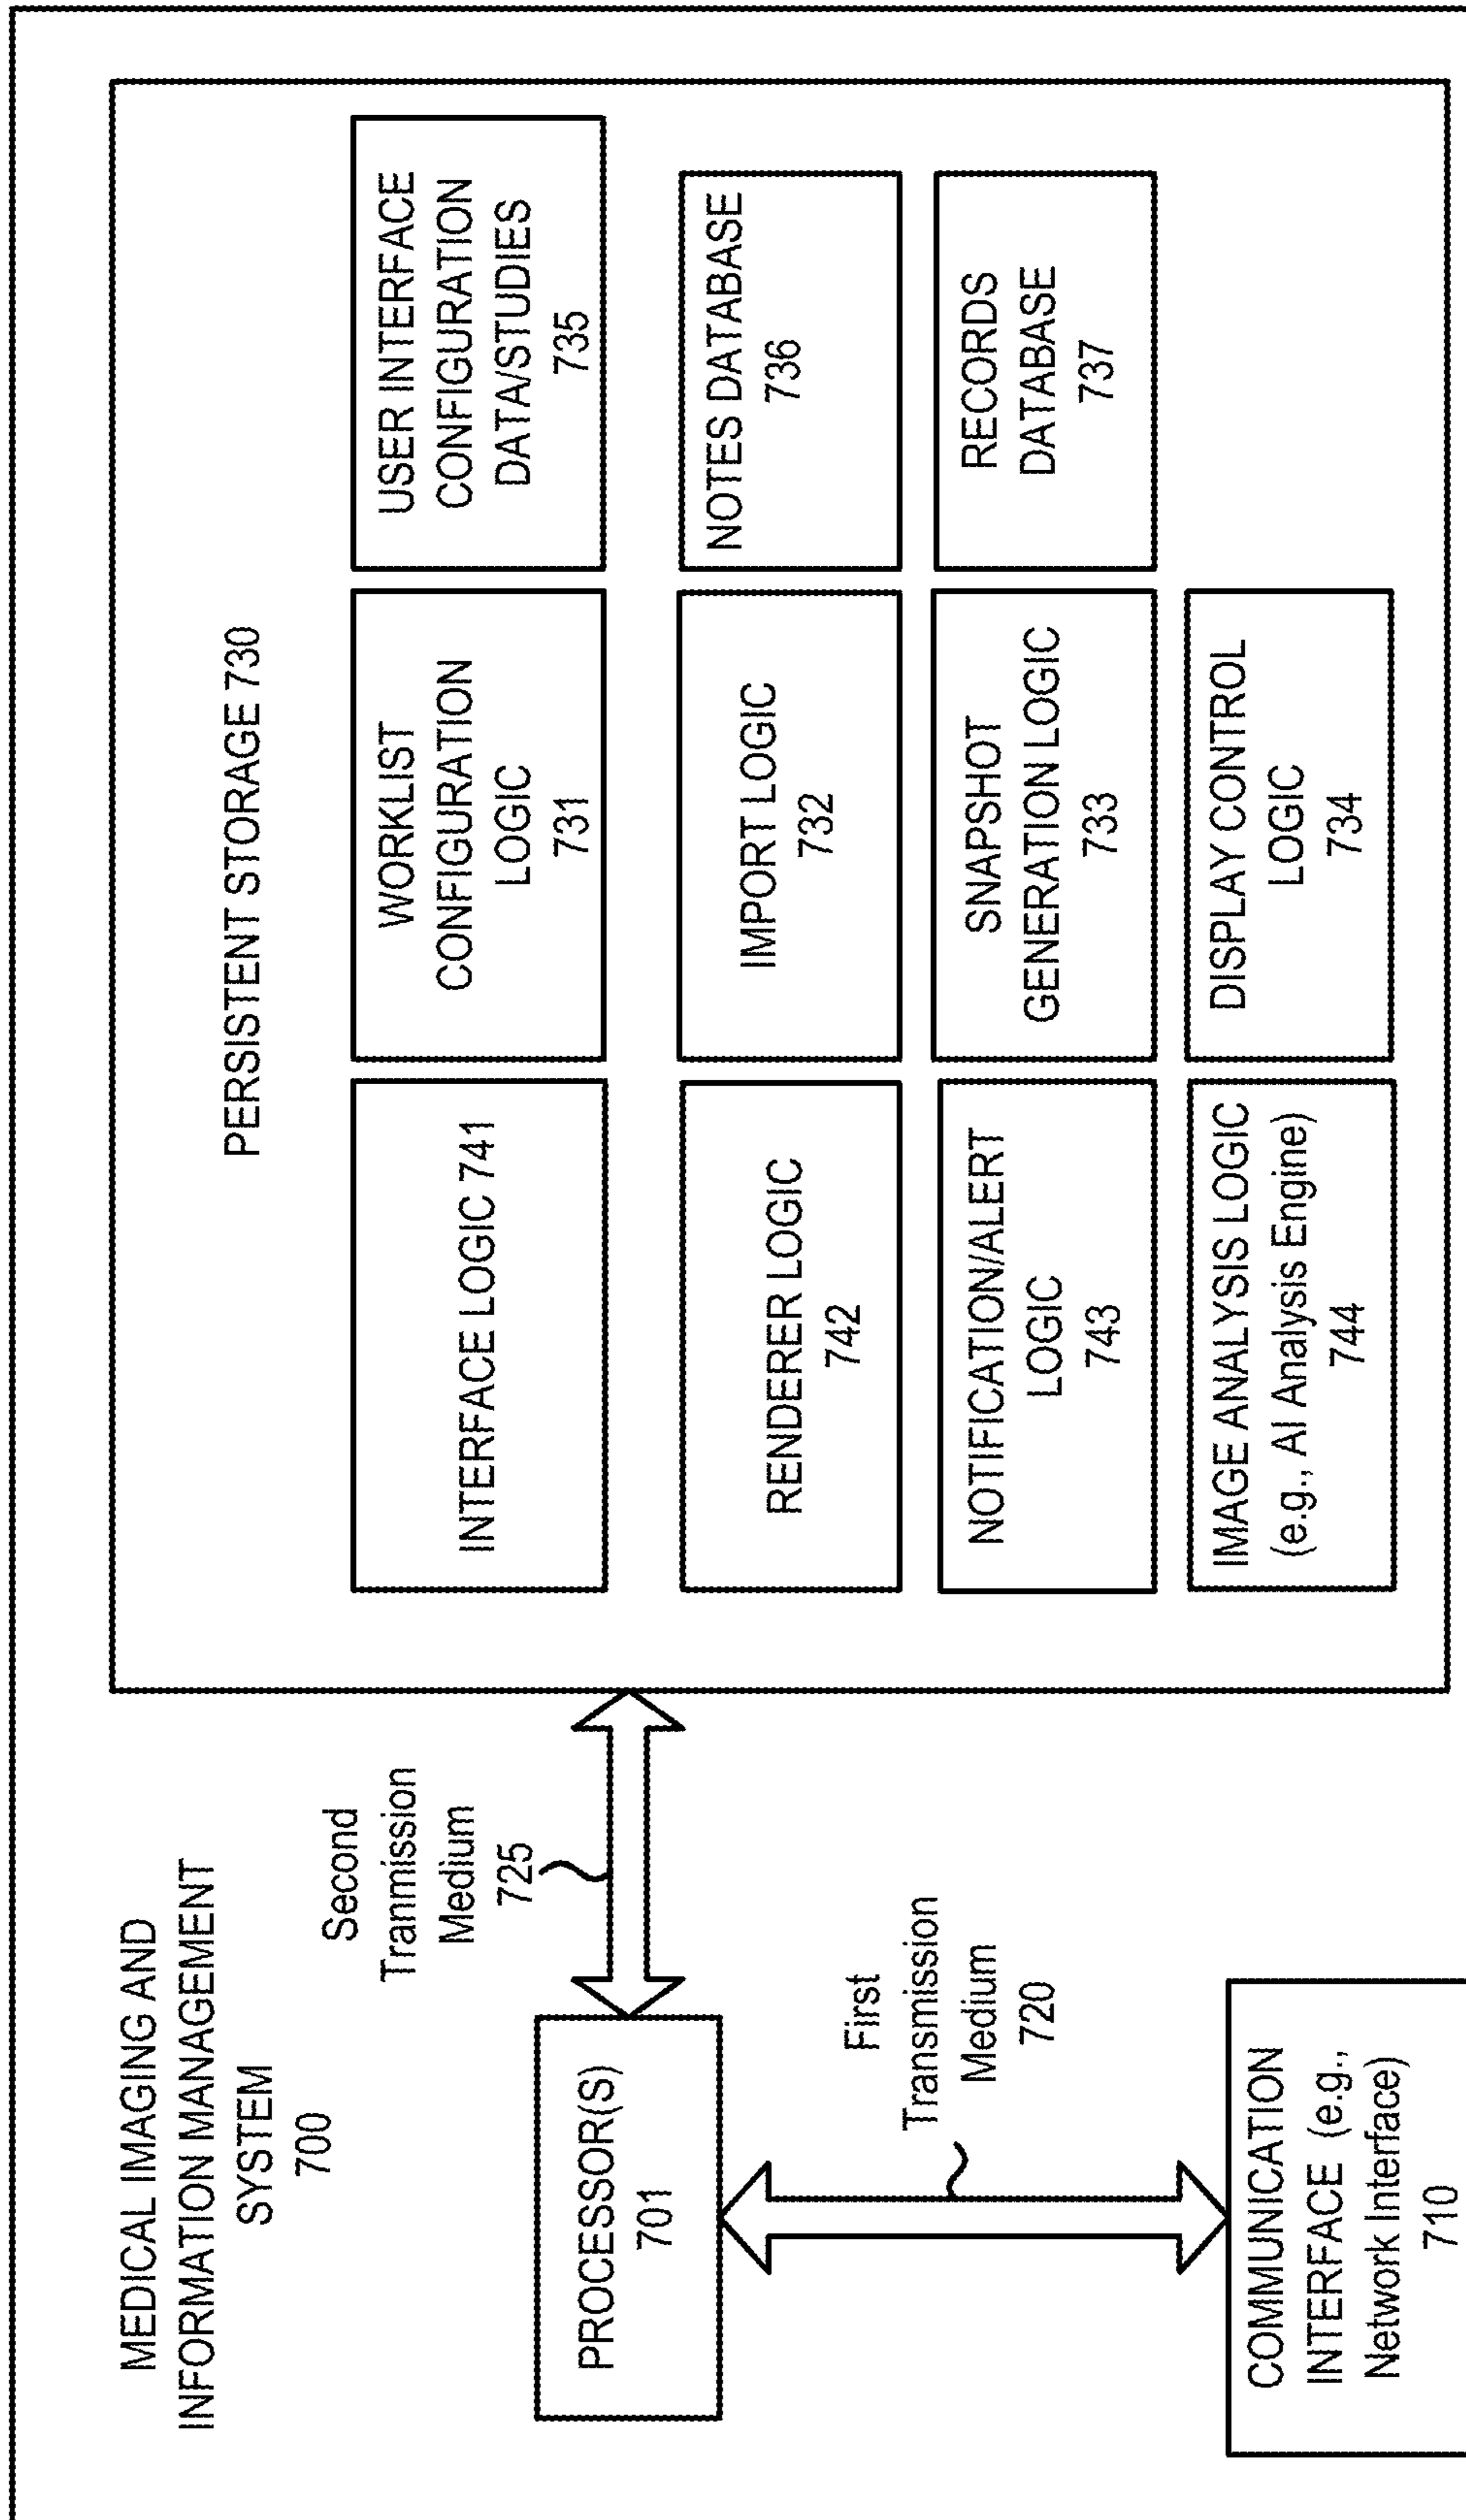 MEDICAL IMAGING AND
INFORMATION MANAGEMENT
SYSTEM
700
PERSISTENT STORAGE 730
Second
Tranmission
Medium
725
PROCESSOR(S)
701
First
Transmission
Medium
720
COMMUNICATION
INTERFACE (e.g.,
Network Interface)
710
INTERFACE LOGIC 741
WORKLIST
CONFIGURATION
LOGIC
731
USER INTERFACE
CONFIGURATION
DATA/STUDIES
735
RENDERER LOGIC
742
IMPORT LOGIC
732
NOTES DATABASE
736
NOTIFICATION/ALERT
LOGIC
743
SNAPSHOT
GENERATION LOGIC
733
RECORDS
DATABASE
737
IMAGE ANALYSIS LOGIC
(e.g., AI Analysis Engine)
744
DISPLAY CONTROL
LOGIC
734